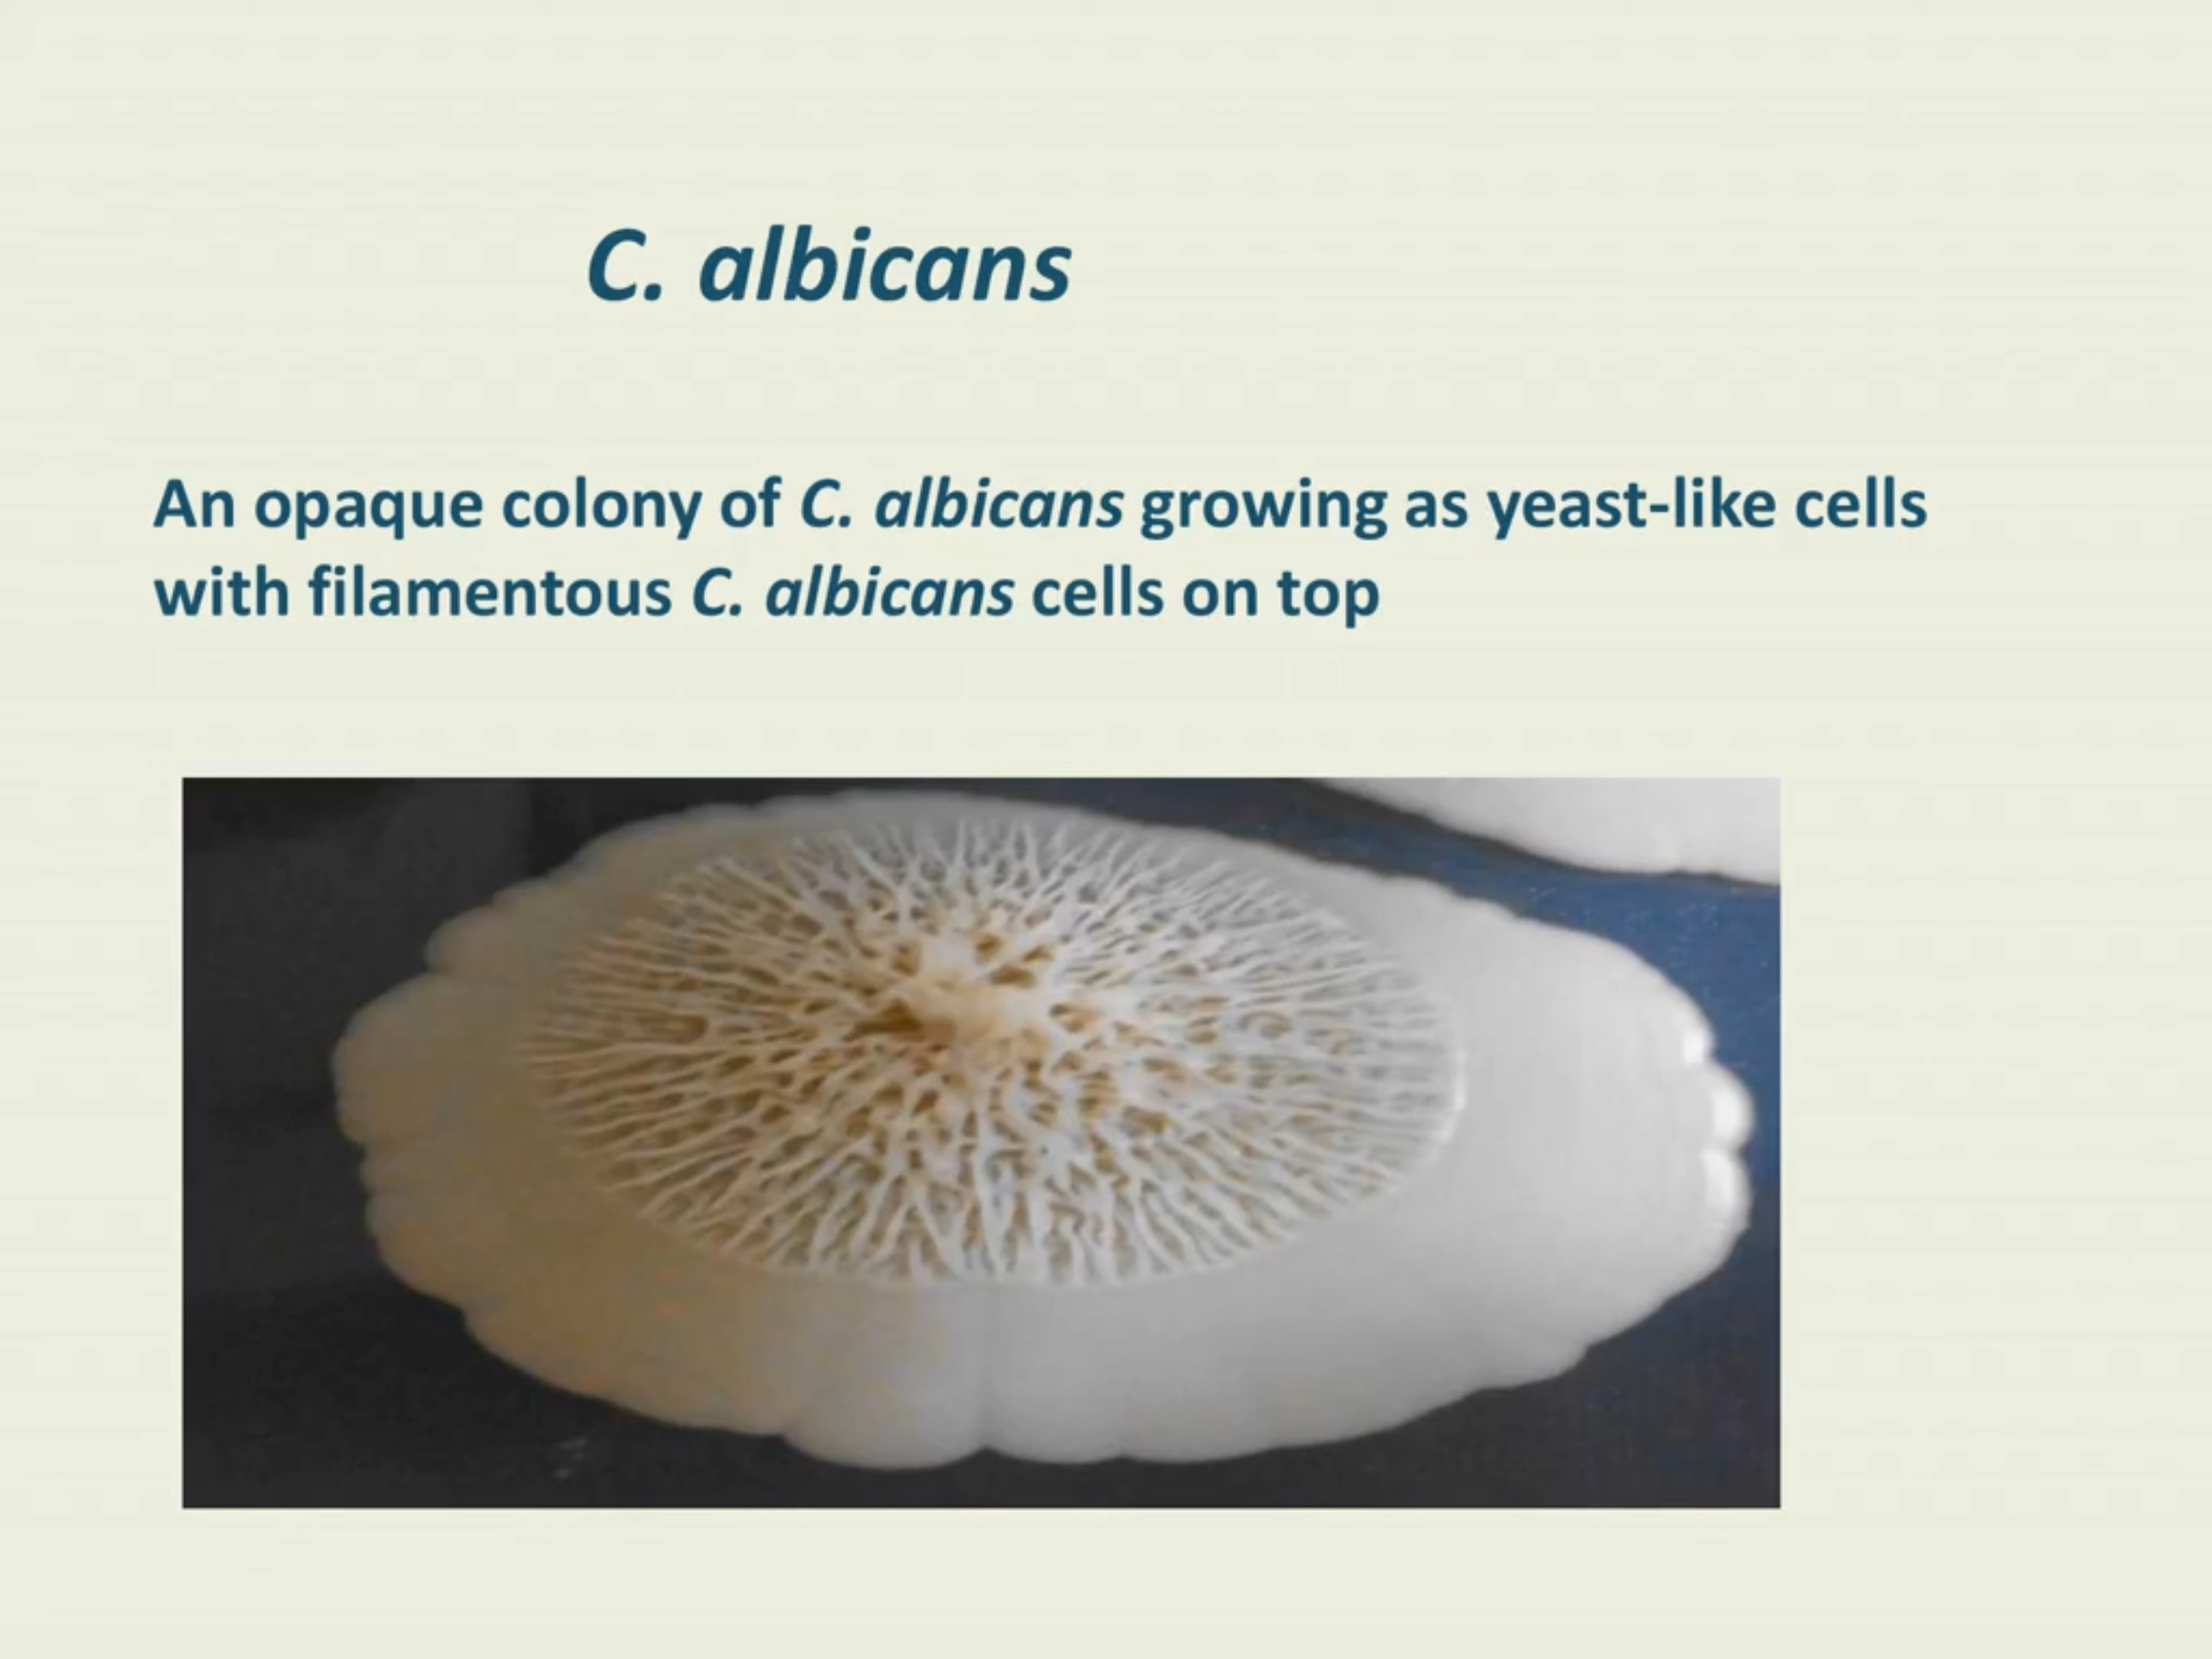 C. albicans
An opaque colony of C. albicans growing as yeast-like cells
with filamentous C. albicans cells on top